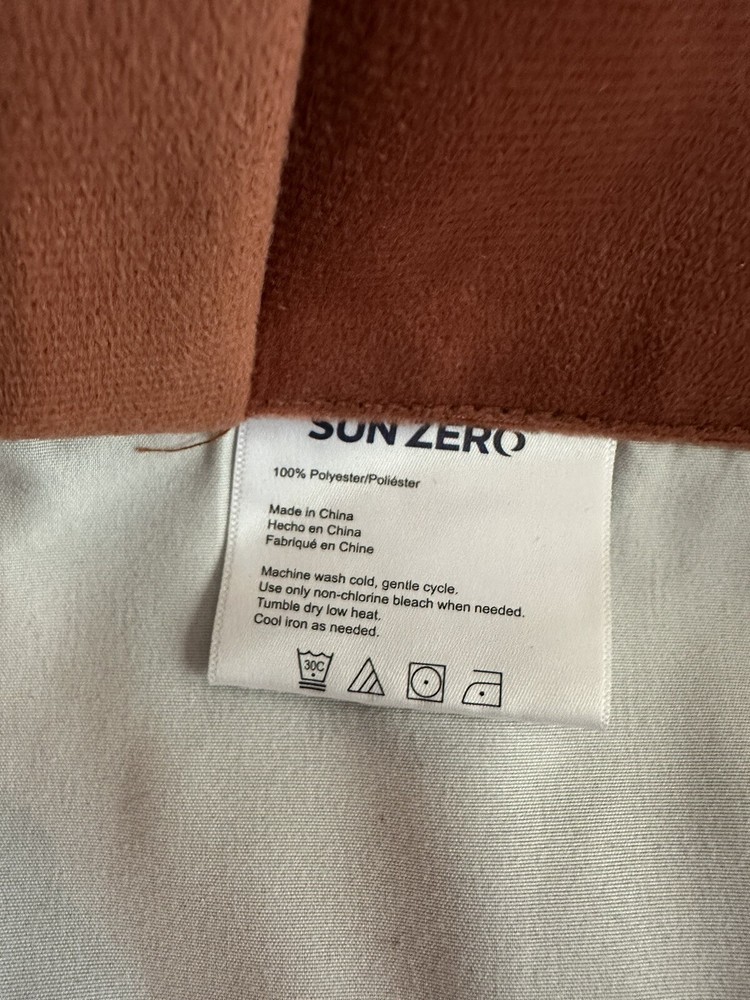 SUN ZERO
100% Polyester/Poliéster
Made in China
Hecho en China
Fabriqué en Chine
Machine wash cold, gentle cycle.
Use only non-chlorine bleach when needed.
Tumble dry low heat.
Cool iron as needed.
30C